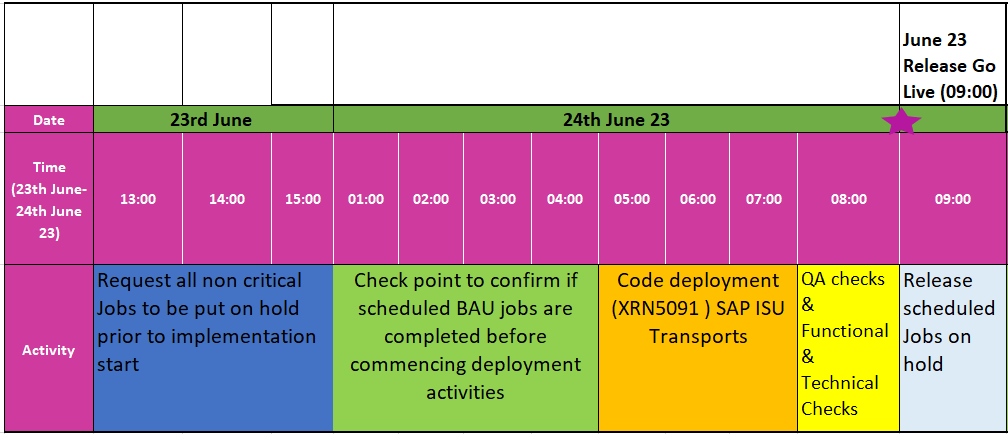 June 23
Release Go
Live (09:00)
Date
23rd June
24th June 23
Time
(23th June-
24th June
23)
13:00
14:00
15:00
01:00
02:00
03:00
04:00
05:00
06:00
07:00
08:00
09:00
Activity
Request all non critical
Jobs to be put on hold
prior to implementation
start
Check point to confirm if
scheduled BAU jobs are
completed before
commencing deployment
activities
Code deployment
(XRN5091 ) SAP ISU
Transports
QA checks
&
Functional
&
Technical
Checks
Release
scheduled
Jobs on
hold